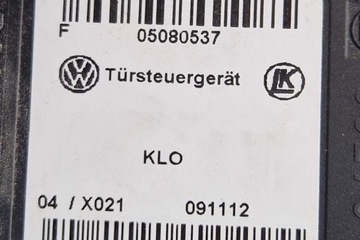 F 05080537
Türsteuergerät
KLO
04 / X021 091112